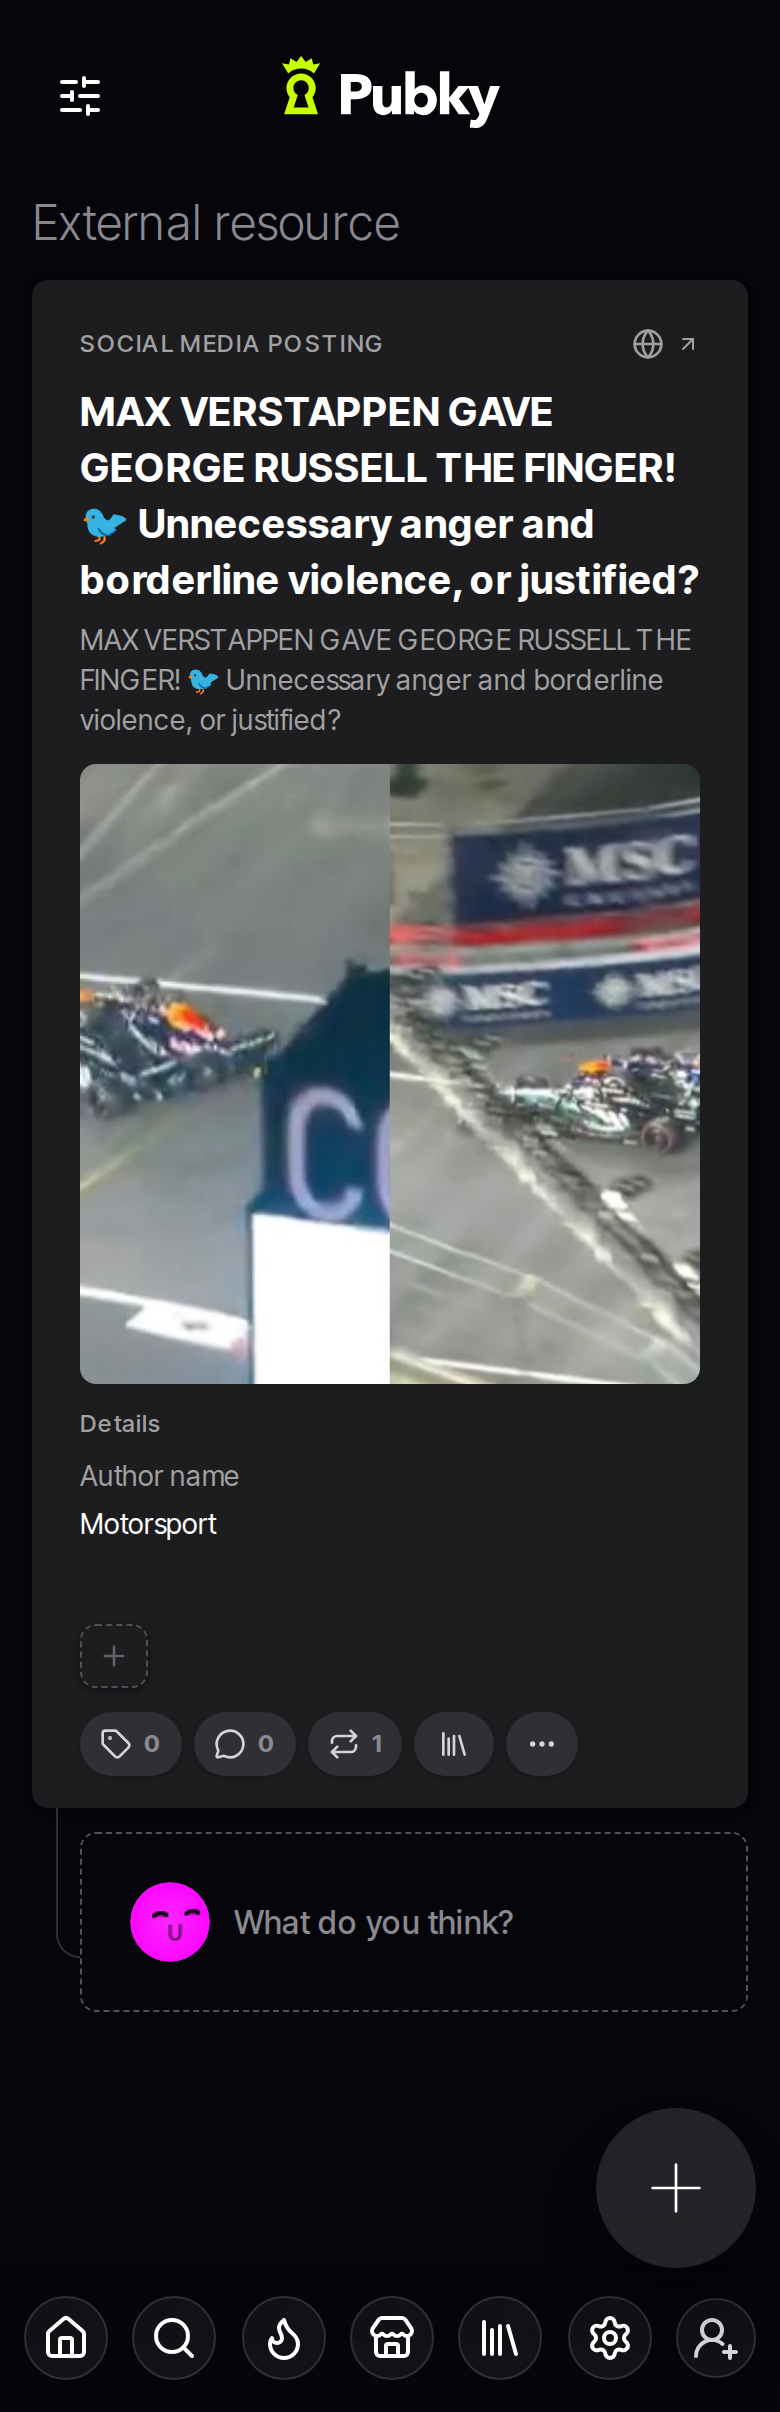 Pubky
External resource
SOCIAL MEDIA POSTING
MAX VERSTAPPEN GAVE
GEORGE RUSSELL THE FINGER!
🐦 Unnecessary anger and
borderline violence, or justified?
MAX VERSTAPPEN GAVE GEORGE RUSSELL THE
FINGER! 🐦 Unnecessary anger and borderline
violence, or justified?
MSC
MSC
MS
CO
Details
Author name
Motorsport
0
0
1
What do you think?